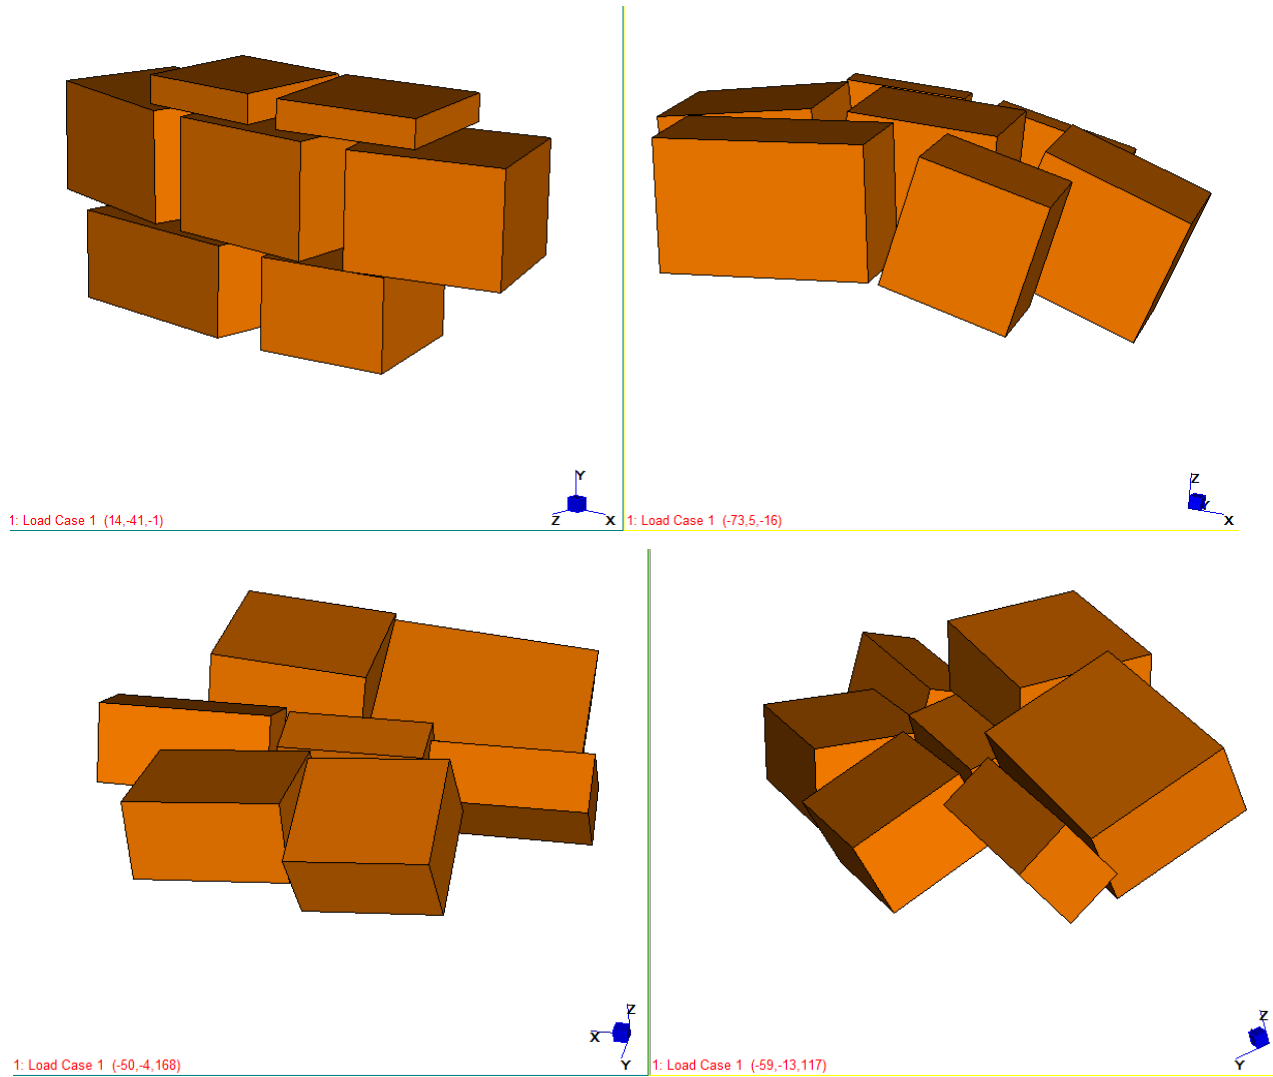 Y
Z X
1: Load Case 1 (14,-41,-1)
Z
Y
X
1: Load Case 1 (-73,5,-16)
Z
X
Y
1: Load Case 1 (-50,-4,168)
Z
Y
1: Load Case 1 (-59,-13,117)